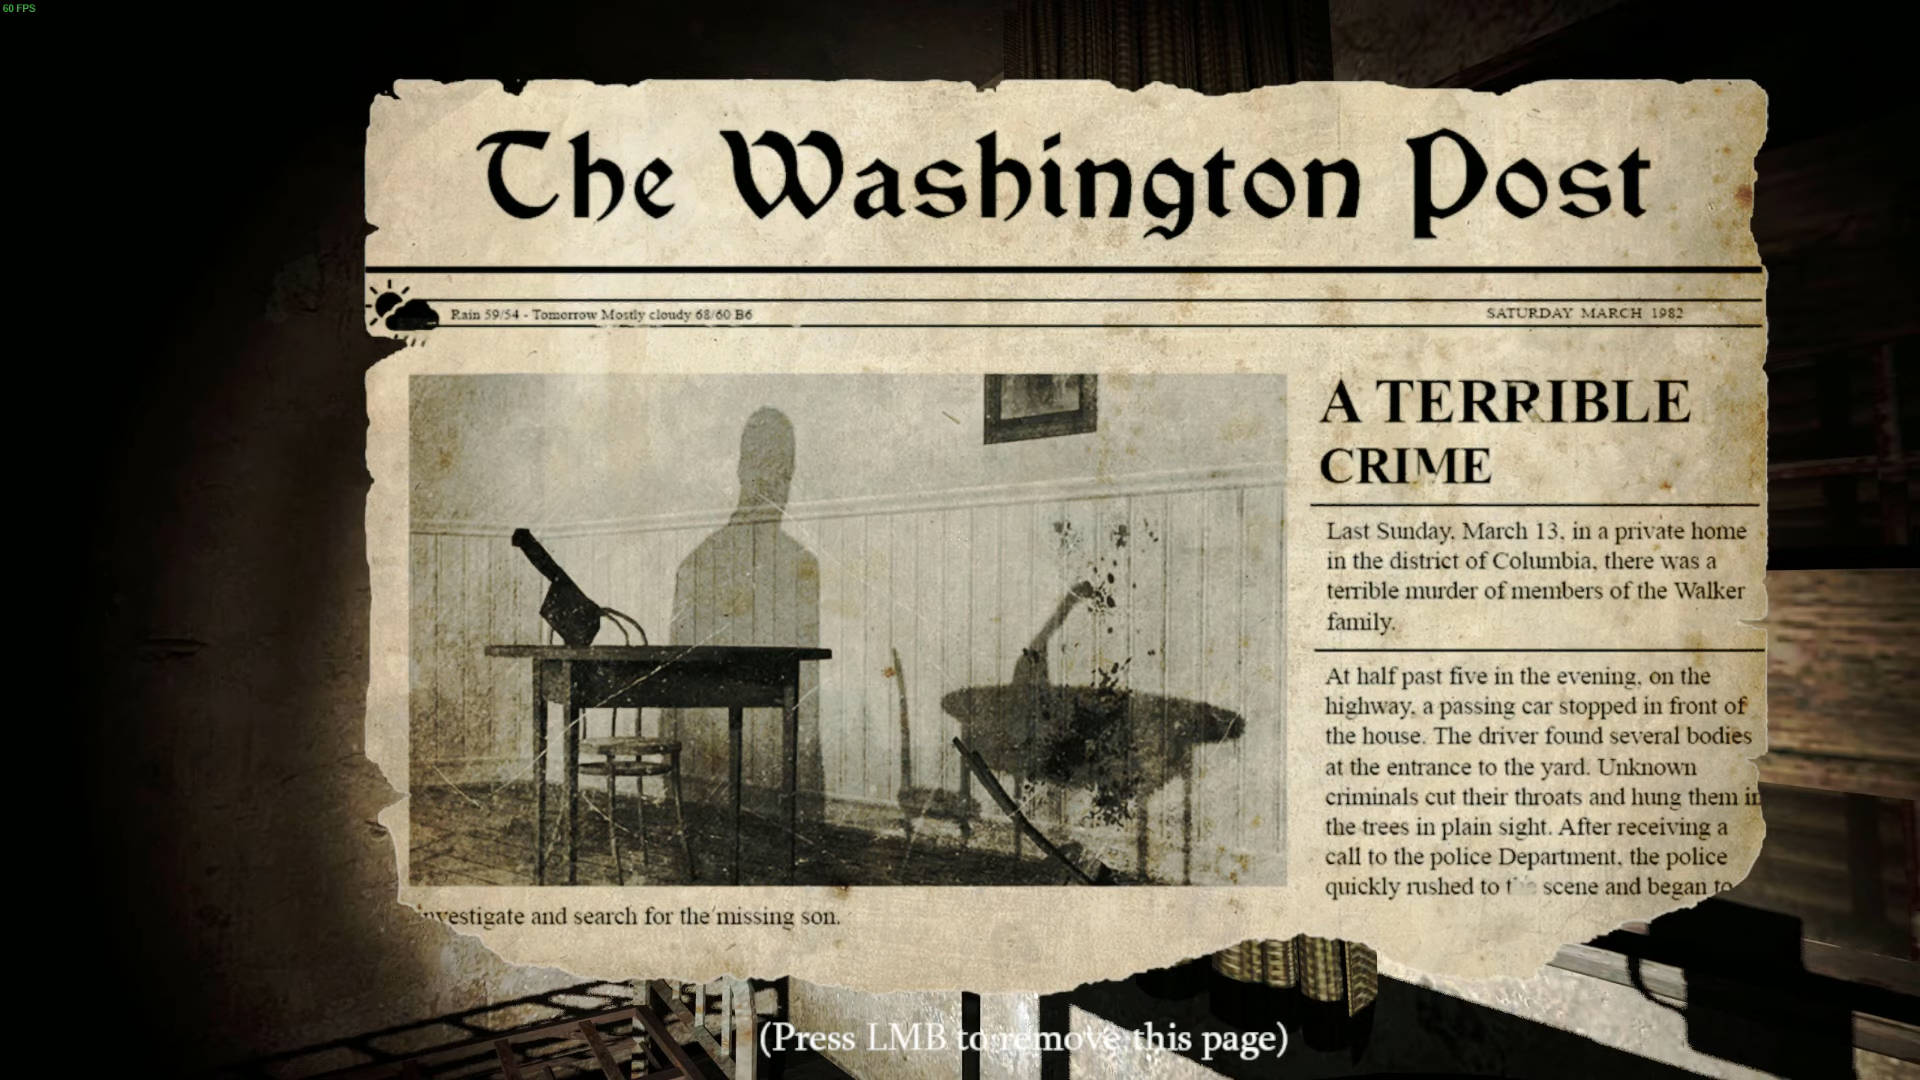 60 FPS
The Washington Post
Rain 59/54 - Tomorrow Mostly cloudy 68/60 B6
SATURDAY MARCH 1982
A TERRIBLE
CRIME
Last Sunday, March 13, in a private home
in the district of Columbia, there was a
terrible murder of members of the Walker
family.
At half past five in the evening, on the
highway, a passing car stopped in front of
the house. The driver found several bodies
at the entrance to the yard. Unknown
criminals cut their throats and hung them in
the trees in plain sight. After receiving a
call to the police Department, the police
quickly rushed to the scene and began to
investigate and search for the missing son.
(Press LMB to remove this page)